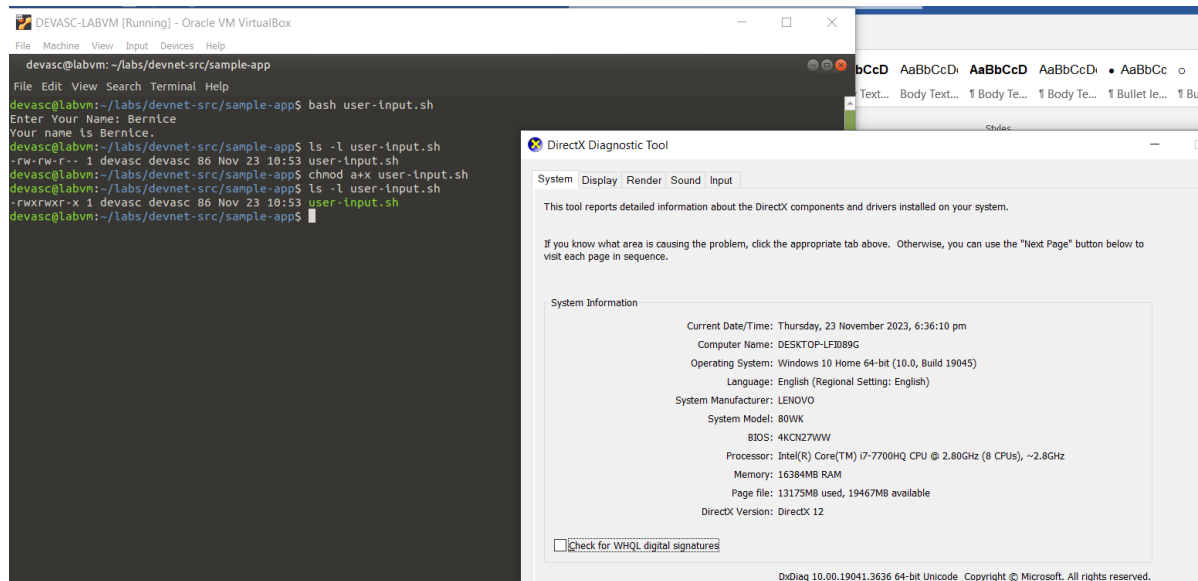 DEVASC-LABVM [Running] - Oracle VM VirtualBox
File Machine View Input Devices Help
devasc@labvm: ~/labs/devnet-src/sample-app
File Edit View Search Terminal Help
devasc@labvm:~/labs/devnet-src/sample-app$ bash user-input.sh
Enter Your Name: Bernice
Your name is Bernice.
devasc@labvm:~/labs/devnet-src/sample-app$ ls -l user-input.sh
-rw-rw-r-- 1 devasc devasc 86 Nov 23 10:53 user-input.sh
devasc@labvm:~/labs/devnet-src/sample-app$ chmod a+x user-input.sh
devasc@labvm:~/labs/devnet-src/sample-app$ ls -l user-input.sh
-rwxrwxr-x 1 devasc devasc 86 Nov 23 10:53 user-input.sh
devasc@labvm:~/labs/devnet-src/sample-app$
bCcD AaBbCcD AaBbCcD AaBbCcD • AaBbCc
Text... Body Text... ¶ Body Te... ¶ Body Te... ¶ Bullet le... ¶ Bu
Styles
DirectX Diagnostic Tool
System Display Render Sound Input
This tool reports detailed information about the DirectX components and drivers installed on your system.
If you know what area is causing the problem, click the appropriate tab above. Otherwise, you can use the "Next Page" button below to
visit each page in sequence.
System Information
Current Date/Time: Thursday, 23 November 2023, 6:36:10 pm
Computer Name: DESKTOP-LFI089G
Operating System: Windows 10 Home 64-bit (10.0, Build 19045)
Language: English (Regional Setting: English)
System Manufacturer: LENOVO
System Model: 80WK
BIOS: 4KCN27WW
Processor: Intel(R) Core(TM) i7-7700HQ CPU @ 2.80GHz (8 CPUs), ~2.8GHz
Memory: 16384MB RAM
Page file: 13175MB used, 19467MB available
DirectX Version: DirectX 12
Check for WHQL digital signatures
DxDiag 10.00.19041.3636 64-bit Unicode Copyright © Microsoft. All rights reserved.